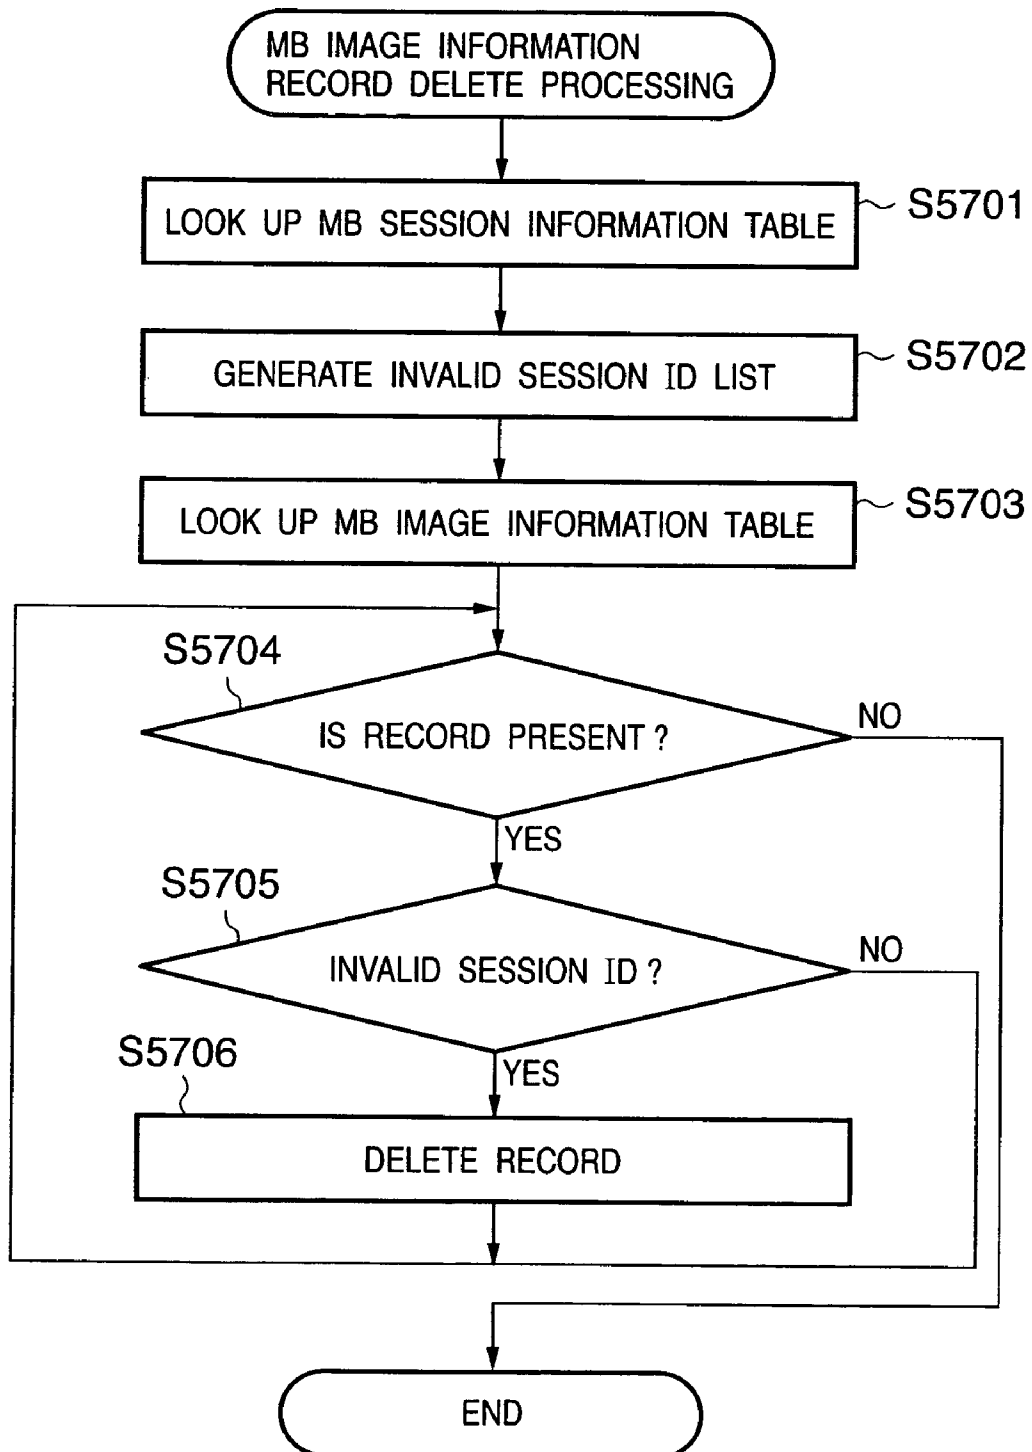 MB IMAGE INFORMATION
RECORD DELETE PROCESSING
LOOK UP MB SESSION INFORMATION TABLE
S5701
GENERATE INVALID SESSION ID LIST
S5702
LOOK UP MB IMAGE INFORMATION TABLE
S5703
S5704
IS RECORD PRESENT ?
NO
YES
S5705
INVALID SESSION ID ?
NO
YES
S5706
DELETE RECORD
END